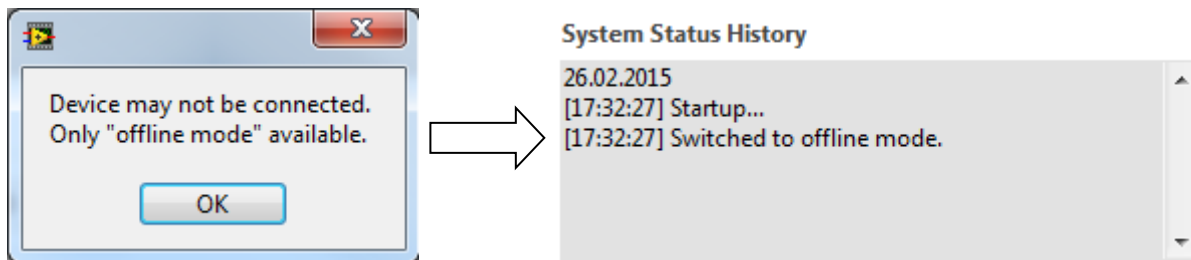 Device may not be connected.
Only "offline mode" available.
OK
System Status History
26.02.2015
[17:32:27] Startup...
[17:32:27] Switched to offline mode.